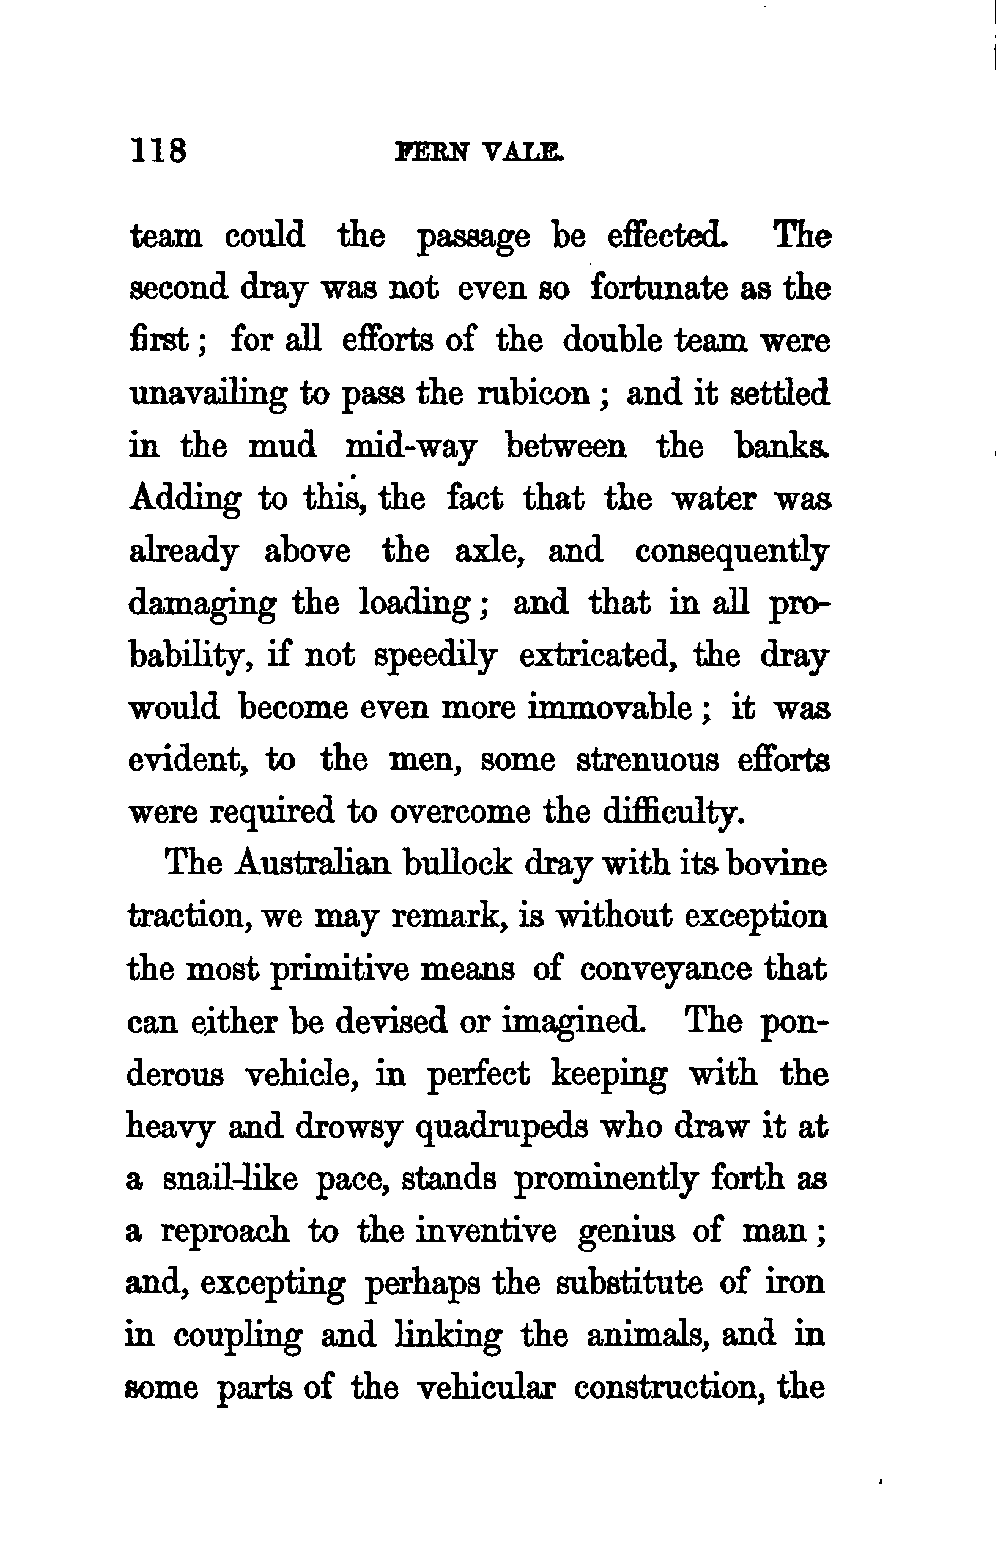 118 FERN VALE.
team could the passage be effected. The
second dray was not even so fortunate as the
first; for all efforts of the double team were
unavailing to pass the rubicon; and it settled
in the mud mid-way between the banks.
Adding to this, the fact that the water was
already above the axle, and consequently
damaging the loading; and that in all pro-
bability, if not speedily extricated, the dray
would become even more immovable; it was
evident, to the men, some strenuous efforts
were required to overcome the difficulty.
The Australian bullock dray with its bovine
traction, we may remark, is without exception
the most primitive means of conveyance that
can either be devised or imagined. The pon-
derous vehicle, in perfect keeping with the
heavy and drowsy quadrupeds who draw it at
a snail-like pace, stands prominently forth as
a reproach to the inventive genius of man;
and, excepting perhaps the substitute of iron
in coupling and linking the animals, and in
some parts of the vehicular construction, the